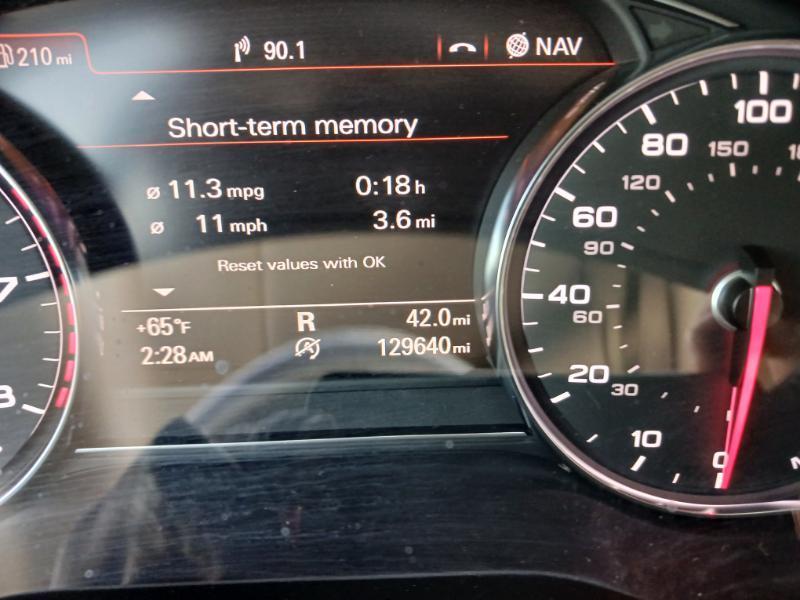 210 mi
90.1
NAV
Short-term memory
ø 11.3 mpg 0:18 h
ø 11 mph 3.6 mi
Reset values with OK
+65°F R 42.0 mi
2:28 AM A 129640 mi
7
8
100
80 150
120
60
90
40
60
20
30
10
0